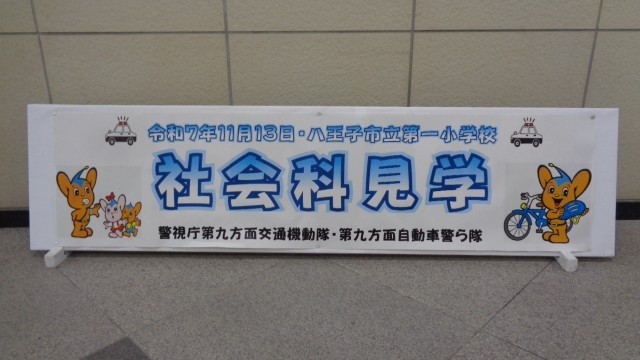 令和7年11月13日・八王子市立第一小学校
社会科見学
警視庁第九方面交通機動隊・第九方面自動車警ら隊